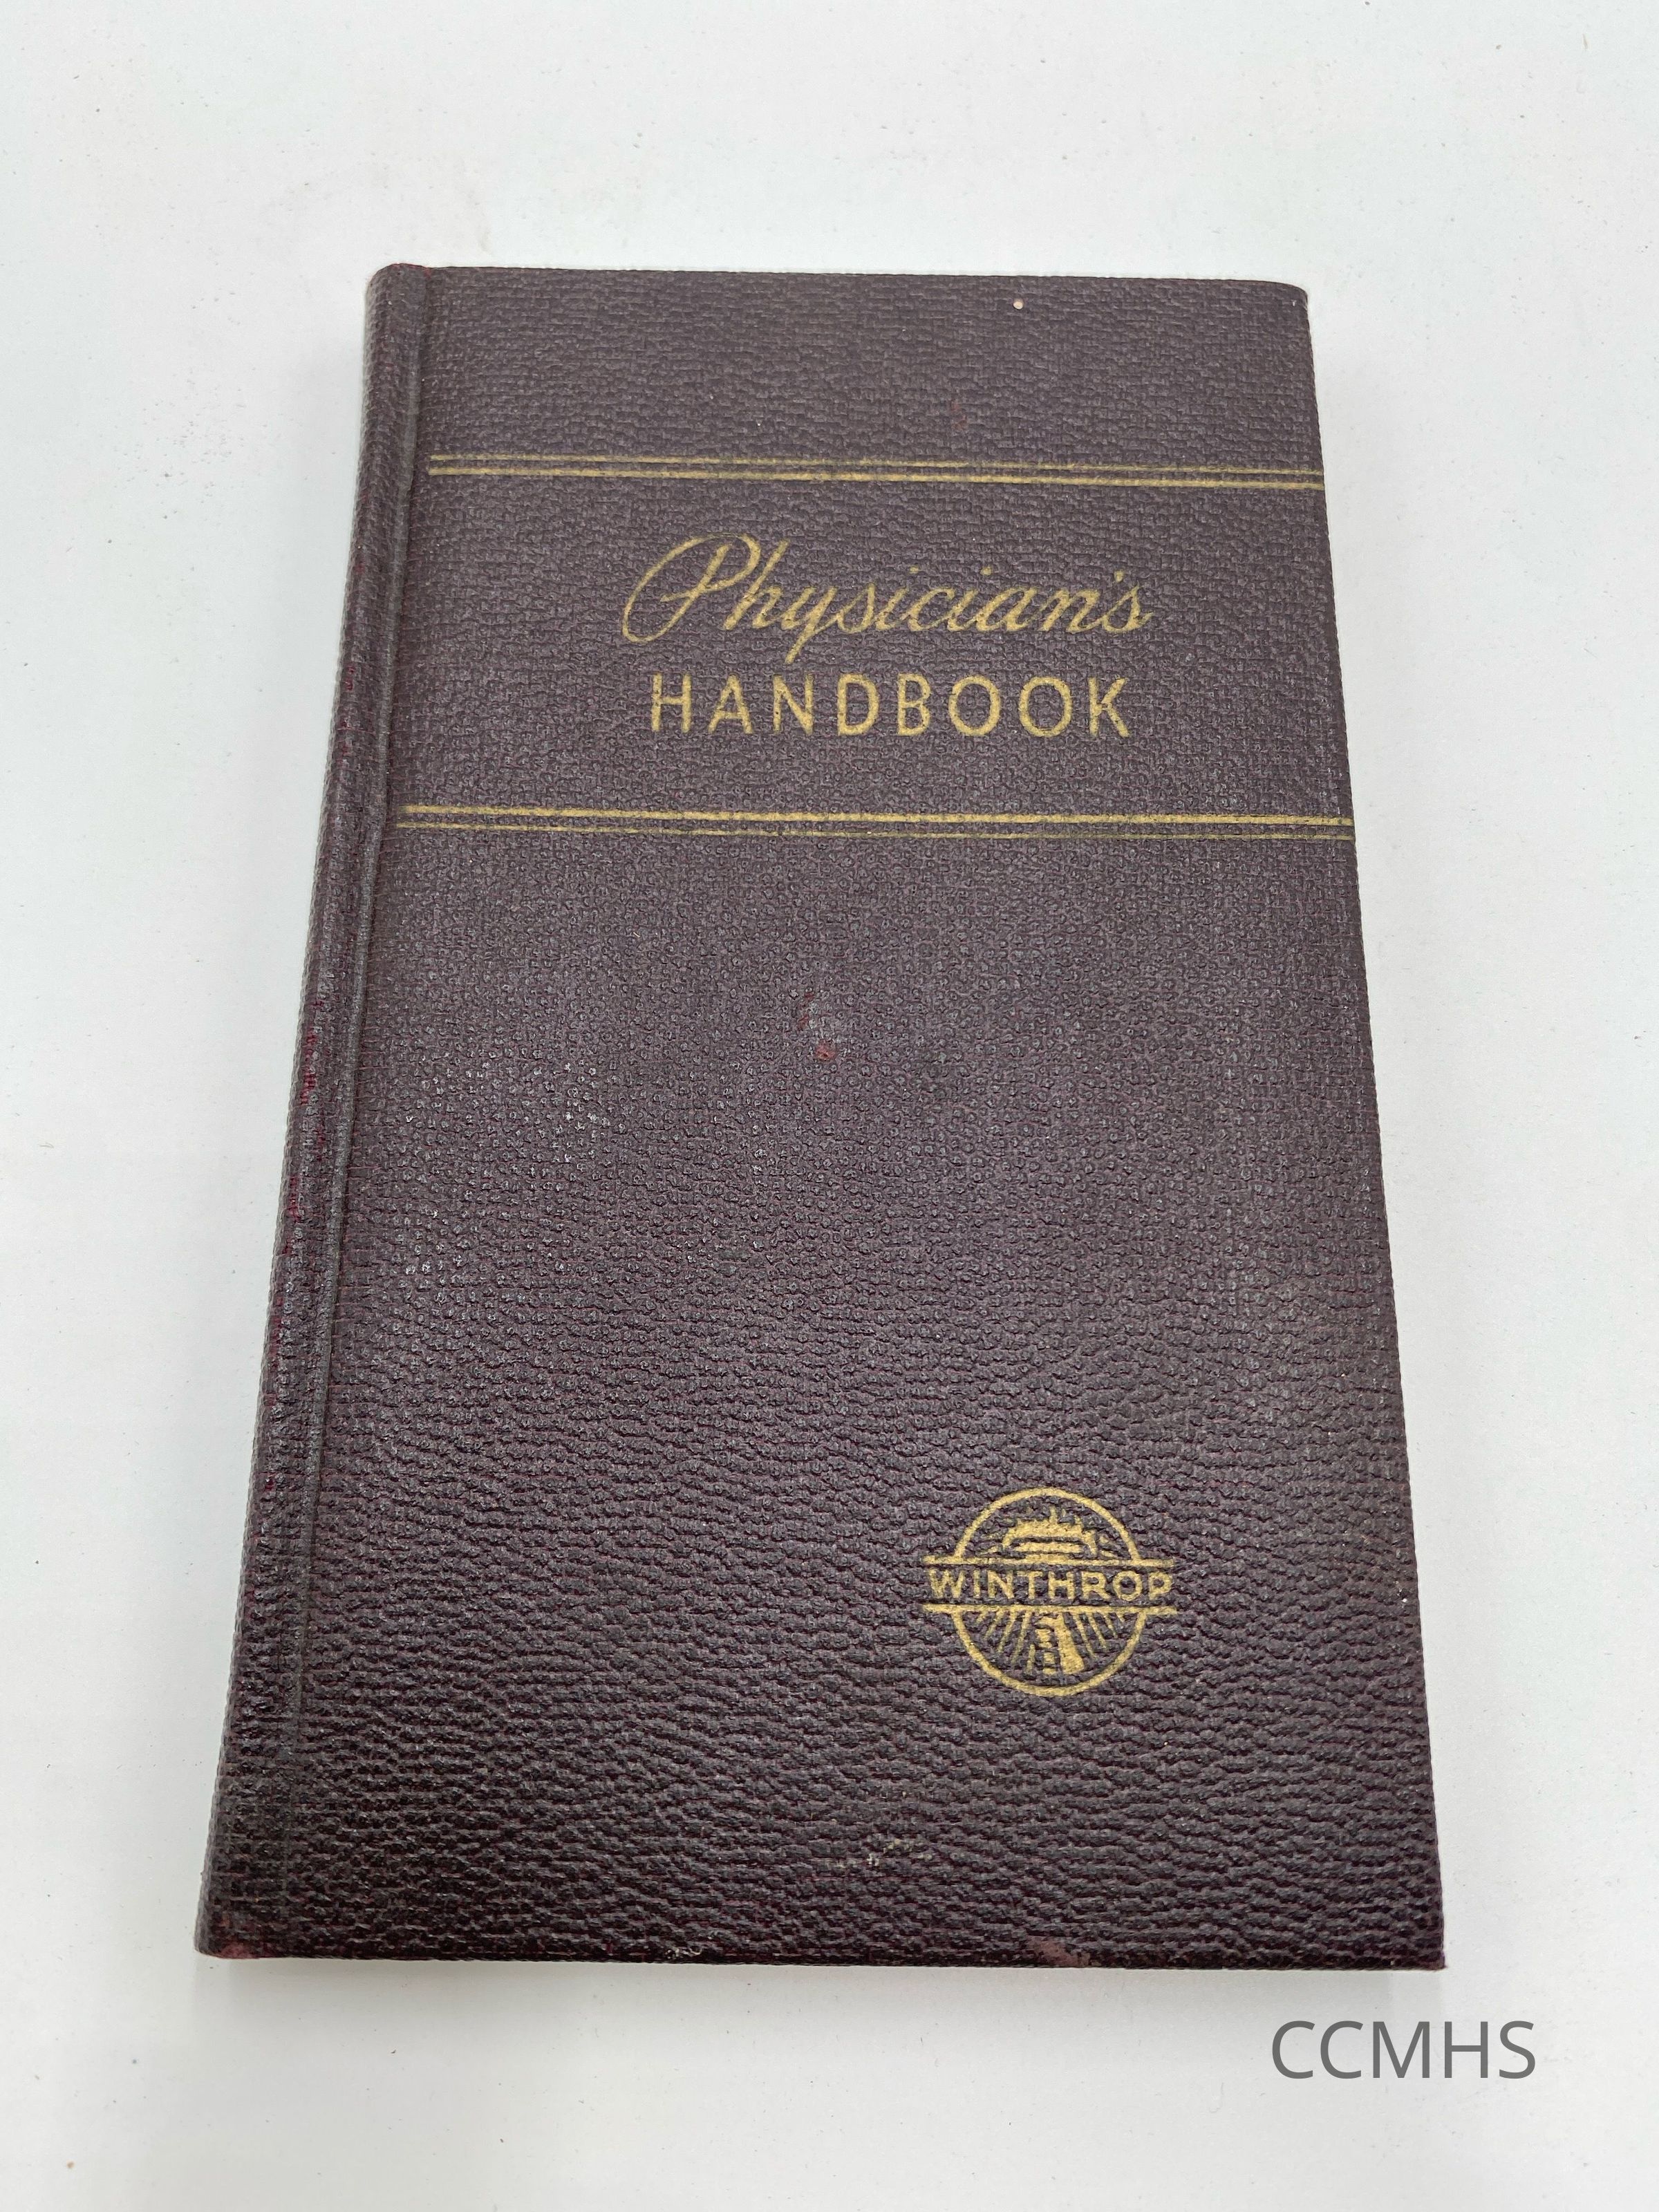 Physician's
HANDBOOK
WINTHROP
CCMHS